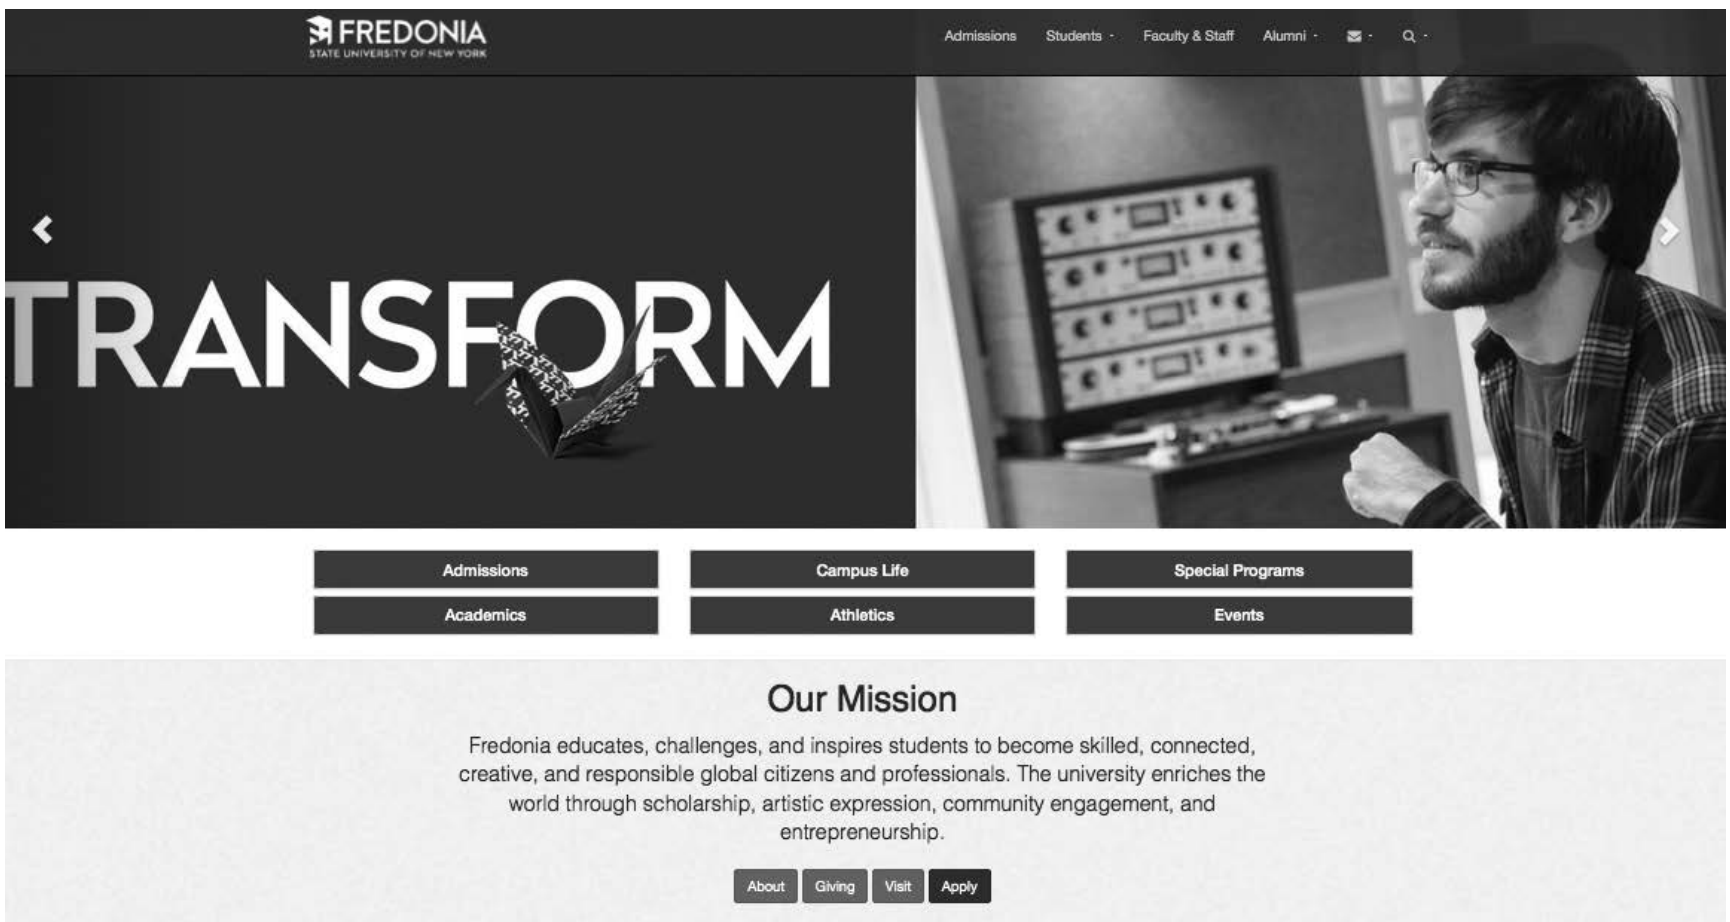 FREDONIA
STATE UNIVERSITY OF NEW YORK
Admissions Students Faculty & Staff Alumni
TRANSFORM
Admissions Campus Life Special Programs
Academics Athletics Events
Our Mission
Fredonia educates, challenges, and inspires students to become skilled, connected,
creative, and responsible global citizens and professionals. The university enriches the
world through scholarship, artistic expression, community engagement, and
entrepreneurship.
About Giving Visit Apply